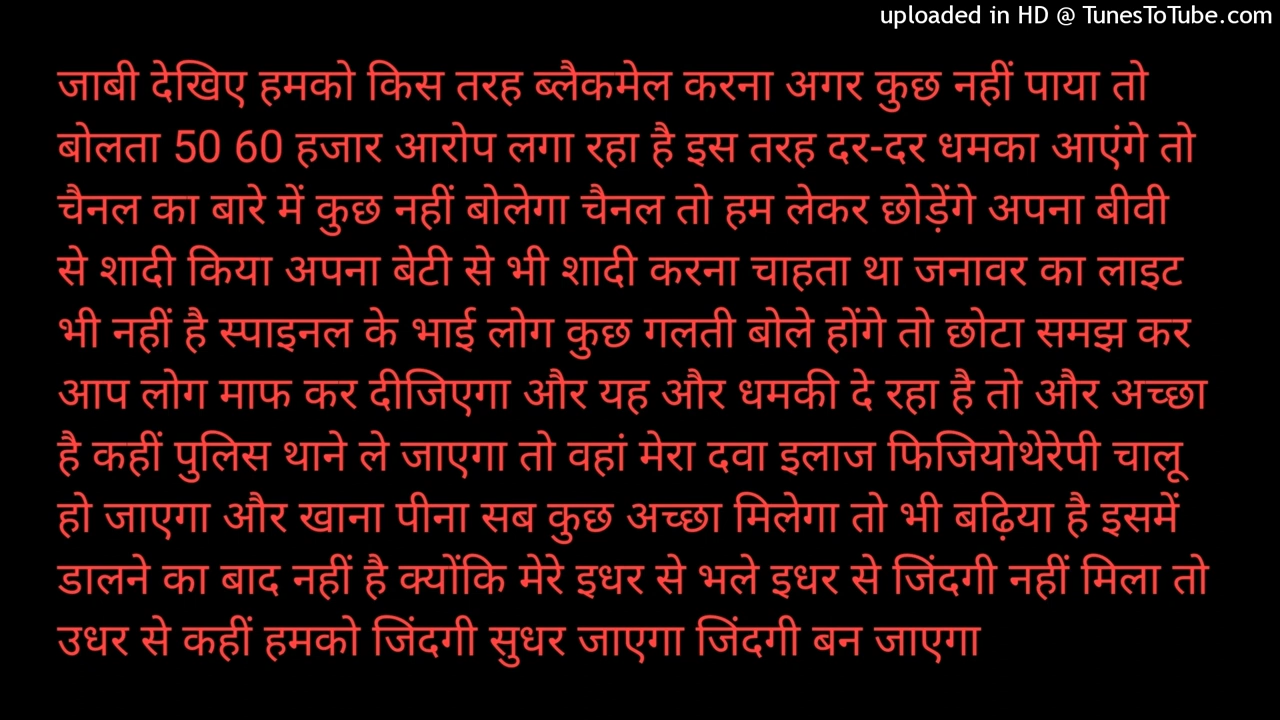 uploaded in HD @ TunesToTube.com
जाबी देखिए हमको किस तरह ब्लैकमेल करना अगर कुछ नहीं पाया तो
बोलता 50 60 हजार आरोप लगा रहा है इस तरह दर-दर धमका आएंगे तो
चैनल का बारे में कुछ नहीं बोलेगा चैनल तो हम लेकर छोड़ेंगे अपना बीवी
से शादी किया अपना बेटी से भी शादी करना चाहता था जनावर का लाइट
भी नहीं है स्पाइनल के भाई लोग कुछ गलती बोले होंगे तो छोटा समझ कर
आप लोग माफ कर दीजिएगा और यह और धमकी दे रहा है तो और अच्छा
है कहीं पुलिस थाने ले जाएगा तो वहां मेरा दवा इलाज फिजियोथेरेपी चालू
हो जाएगा और खाना पीना सब कुछ अच्छा मिलेगा तो भी बढ़िया है इसमें
डालने का बाद नहीं है क्योंकि मेरे इधर से भले इधर से जिंदगी नहीं मिला तो
उधर से कहीं हमको जिंदगी सुधर जाएगा जिंदगी बन जाएगा